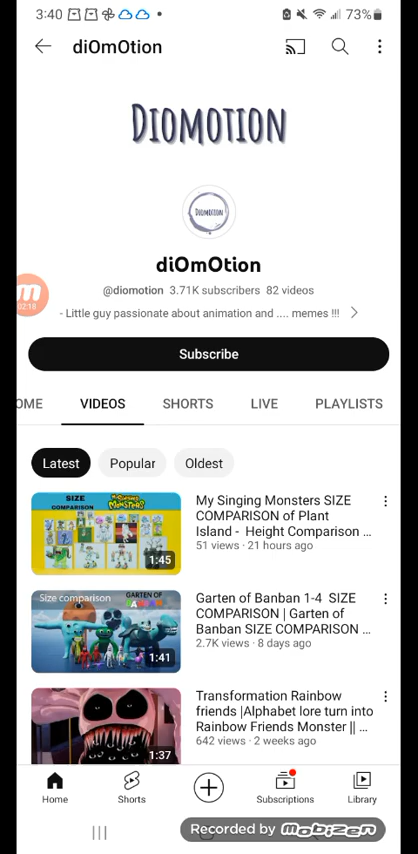 3:40
73%
diOmOtion
DIOMOTION
DIOMOTION
diOmOtion
@diomotion 3.71K subscribers 82 videos
02:18
- Little guy passionate about animation and .... memes !!!
Subscribe
OME VIDEOS SHORTS LIVE PLAYLISTS
Latest Popular Oldest
SIZE
COMPARISON
1:45
My Singing Monsters SIZE
COMPARISON of Plant
Island - Height Comparison ...
51 views · 21 hours ago
Size comparison
GARTEN OF
BANBAN
1:41
Garten of Banban 1-4 SIZE
COMPARISON | Garten of
Banban SIZE COMPARISON ...
2.7K views · 8 days ago
1:37
Transformation Rainbow
friends |Alphabet lore turn into
Rainbow Friends Monster || ...
642 views · 2 weeks ago
Home Shorts Subscriptions Library
Recorded by mobizen